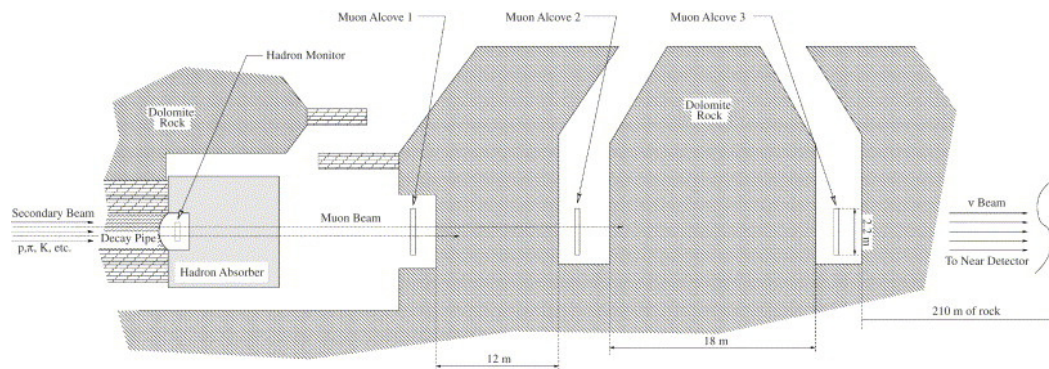 Muon Alcove 1
Muon Alcove 2
Muon Alcove 3
Hadron Monitor
Dolomite
Rock
Dolomite
Rock
Secondary Beam
Decay Pipe
p,π, K, etc.
Muon Beam
Hadron Absorber
2.2 m
ν Beam
To Near Detector
210 m of rock
12 m
18 m